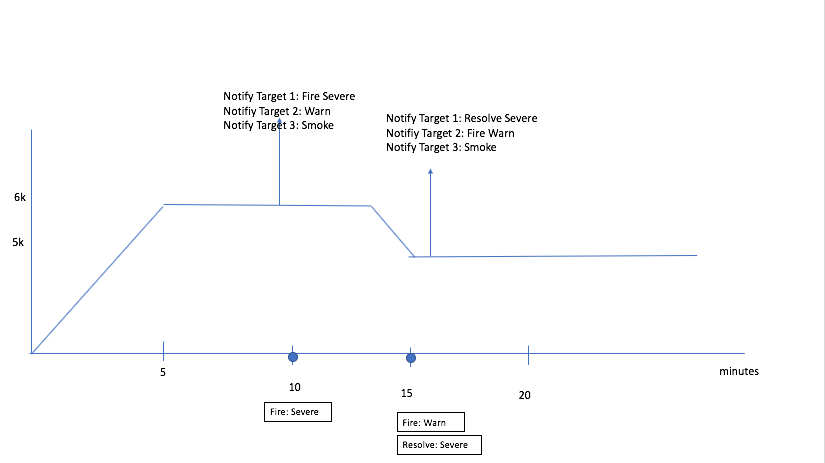 Notify Target 1: Fire Severe
Notifiy Target 2: Warn
Notify Target 3: Smoke
Notify Target 1: Resolve Severe
Notifiy Target 2: Fire Warn
Notify Target 3: Smoke
6k
5k
5
10
15
20
minutes
Fire: Severe
Fire: Warn
Resolve: Severe